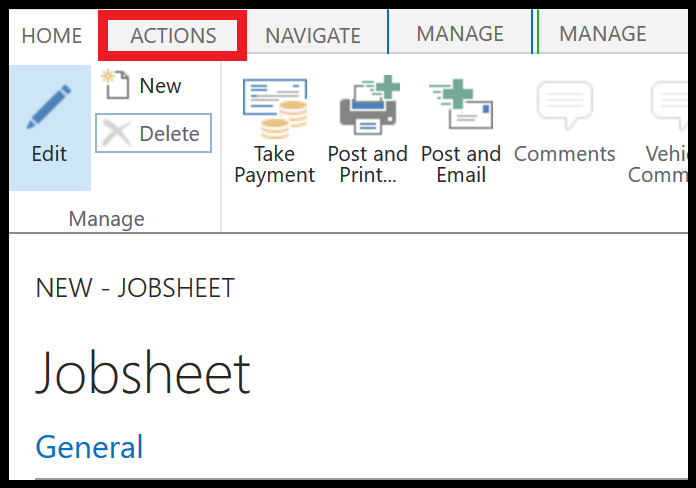 HOME ACTIONS NAVIGATE MANAGE MANAGE
New
Delete
Edit
Take
Payment
Post and
Print...
Post and
Email
Comments
Vehi
Comm
Manage
NEW - JOBSHEET
Jobsheet
General